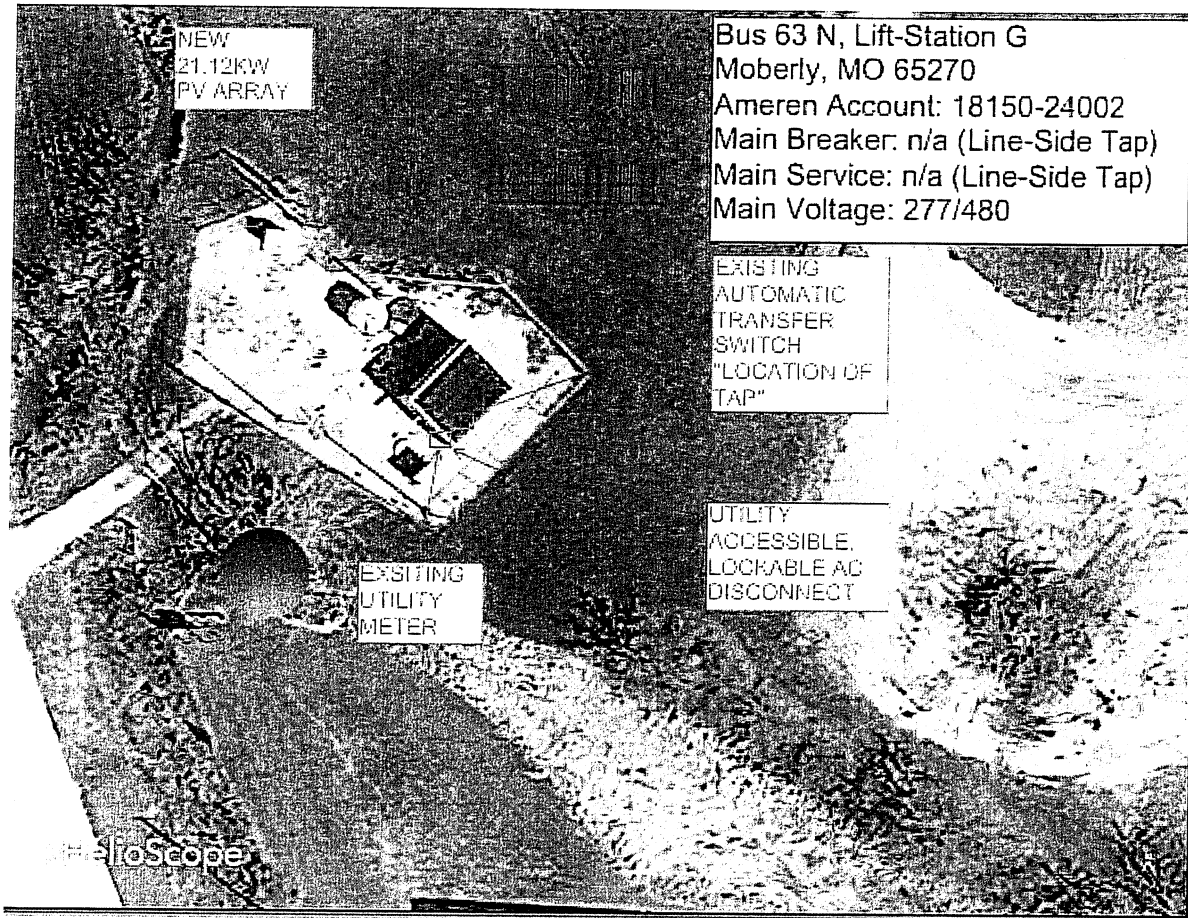 NEW
21.12KW
PV ARRAY
Bus 63 N, Lift-Station G
Moberly, MO 65270
Ameren Account: 18150-24002
Main Breaker: n/a (Line-Side Tap)
Main Service: n/a (Line-Side Tap)
Main Voltage: 277/480
EXISTING
AUTOMATIC
TRANSFER
SWITCH
"LOCATION OF
TAP"
UTILITY
ACCESSIBLE,
LOCKABLE AC
DISCONNECT
EXSITING
UTILITY
METER
HelioScope